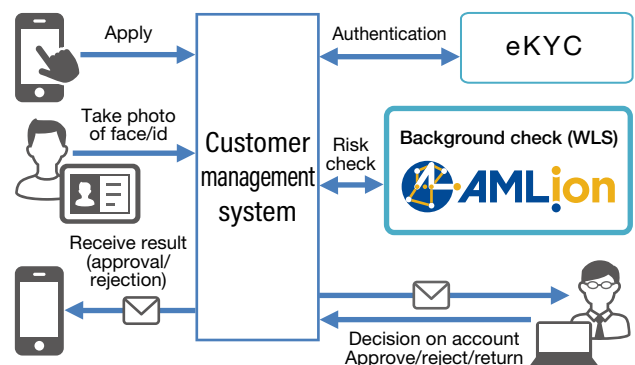 Apply
Take photo
of face/id
Receive result
(approval/
rejection)
Customer
management
system
Authentication
eKYC
Risk
check
Background check (WLS)
AMLion
Decision on account
Approve/reject/return